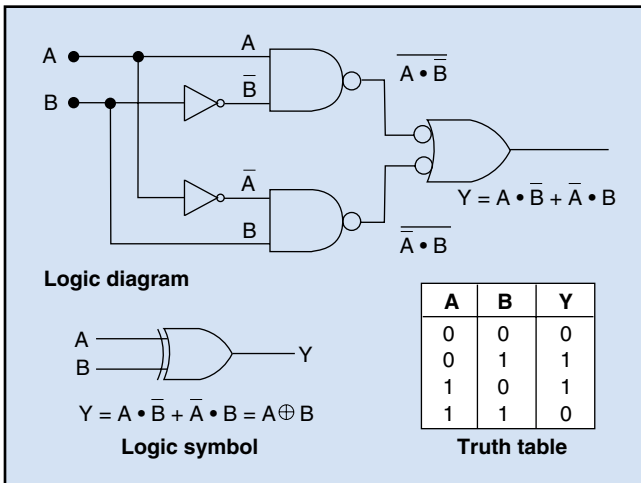 A
A
A • B̅
B̅
B
A̅
Y = A • B̅ + A̅ • B
B
A̅ • B
Logic diagram
A B Y
0 0 0
0 1 1
1 0 1
1 1 0
A
B
Y
Y = A • B̅ + A̅ • B = A ⊕ B
Logic symbol
Truth table